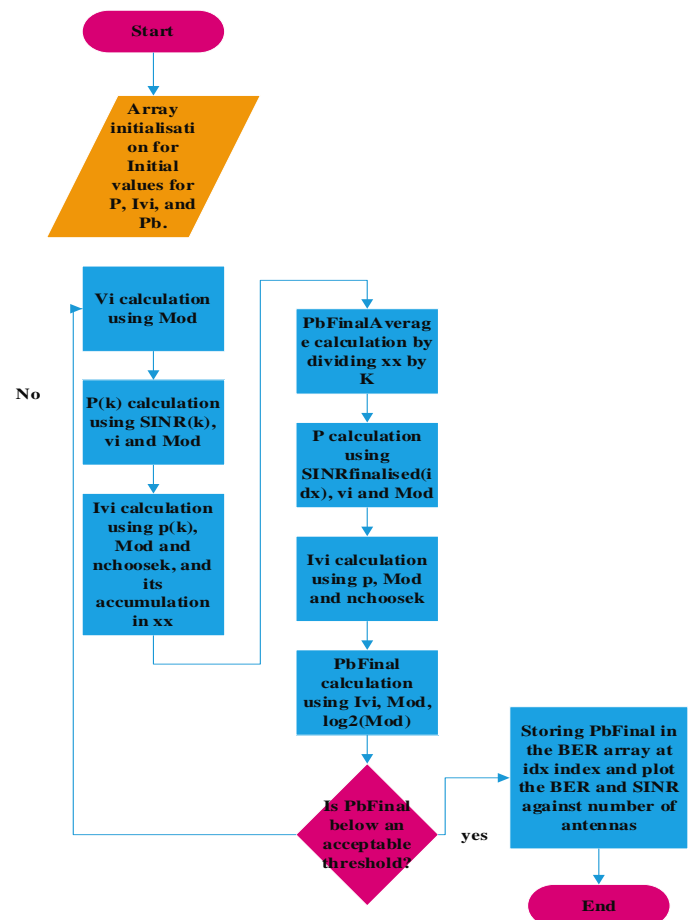 Start
Array
initialisati
on for
Initial
values for
P, Ivi, and
Pb.
Vi calculation
using Mod
No
P(k) calculation
using SINR(k),
vi and Mod
Ivi calculation
using p(k),
Mod and
nchoosek, and
its
accumulation
in xx
PbFinalAverag
e calculation by
dividing xx by
K
P calculation
using
SINRfinalised(i
dx), vi and Mod
Ivi calculation
using p, Mod
and nchoosek
PbFinal
calculation
using Ivi, Mod,
log2(Mod)
Is PbFinal
below an
acceptable
threshold?
yes
Storing PbFinal in
the BER array at
idx index and plot
the BER and SINR
against number of
antennas
End